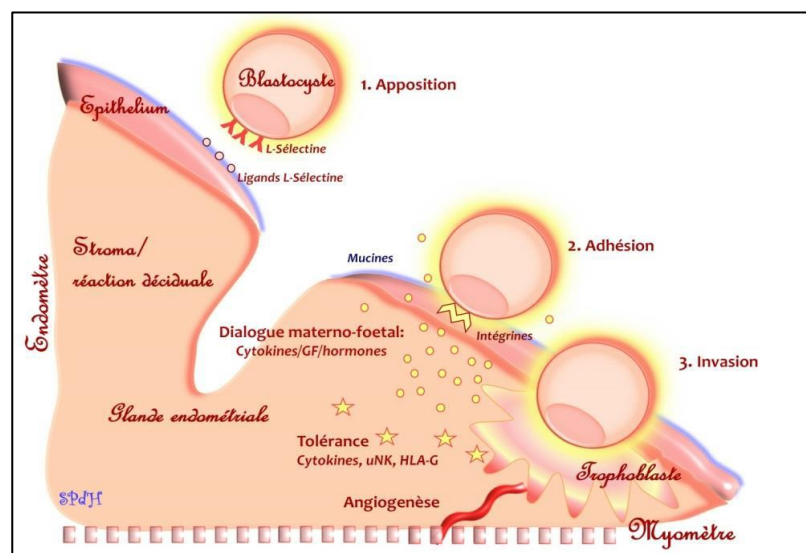 Blastocyste
1. Apposition
Epithelium
L-Sélectine
Ligands L-Sélectine
Stroma/
réaction déciduale
Endomètre
2. Adhésion
Mucines
Intégrines
Dialogue materno-foetal:
Cytokines/GF/hormones
3. Invasion
Glande endométriale
Tolérance
Cytokines, uNK, HLA-G
Trophoblaste
Angiogenèse
SPdH
Myomètre